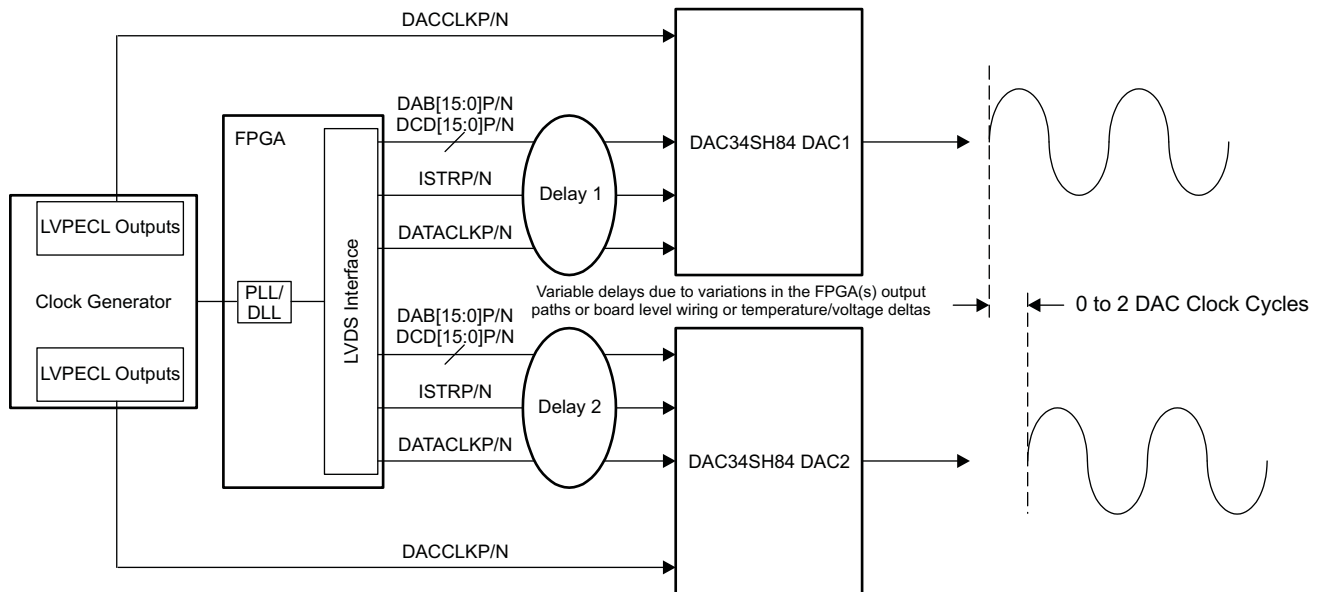 DACCLKP/N
DAB[15:0]P/N
DCD[15:0]P/N
FPGA
DAC34SH84 DAC1
ISTRP/N
Delay 1
LVPECL Outputs
DATACLKP/N
LVDS Interface
Clock Generator
PLL/
DLL
Variable delays due to variations in the FPGA(s) output
paths or board level wiring or temperature/voltage deltas
0 to 2 DAC Clock Cycles
DAB[15:0]P/N
DCD[15:0]P/N
LVPECL Outputs
ISTRP/N
Delay 2
DATACLKP/N
DAC34SH84 DAC2
DACCLKP/N